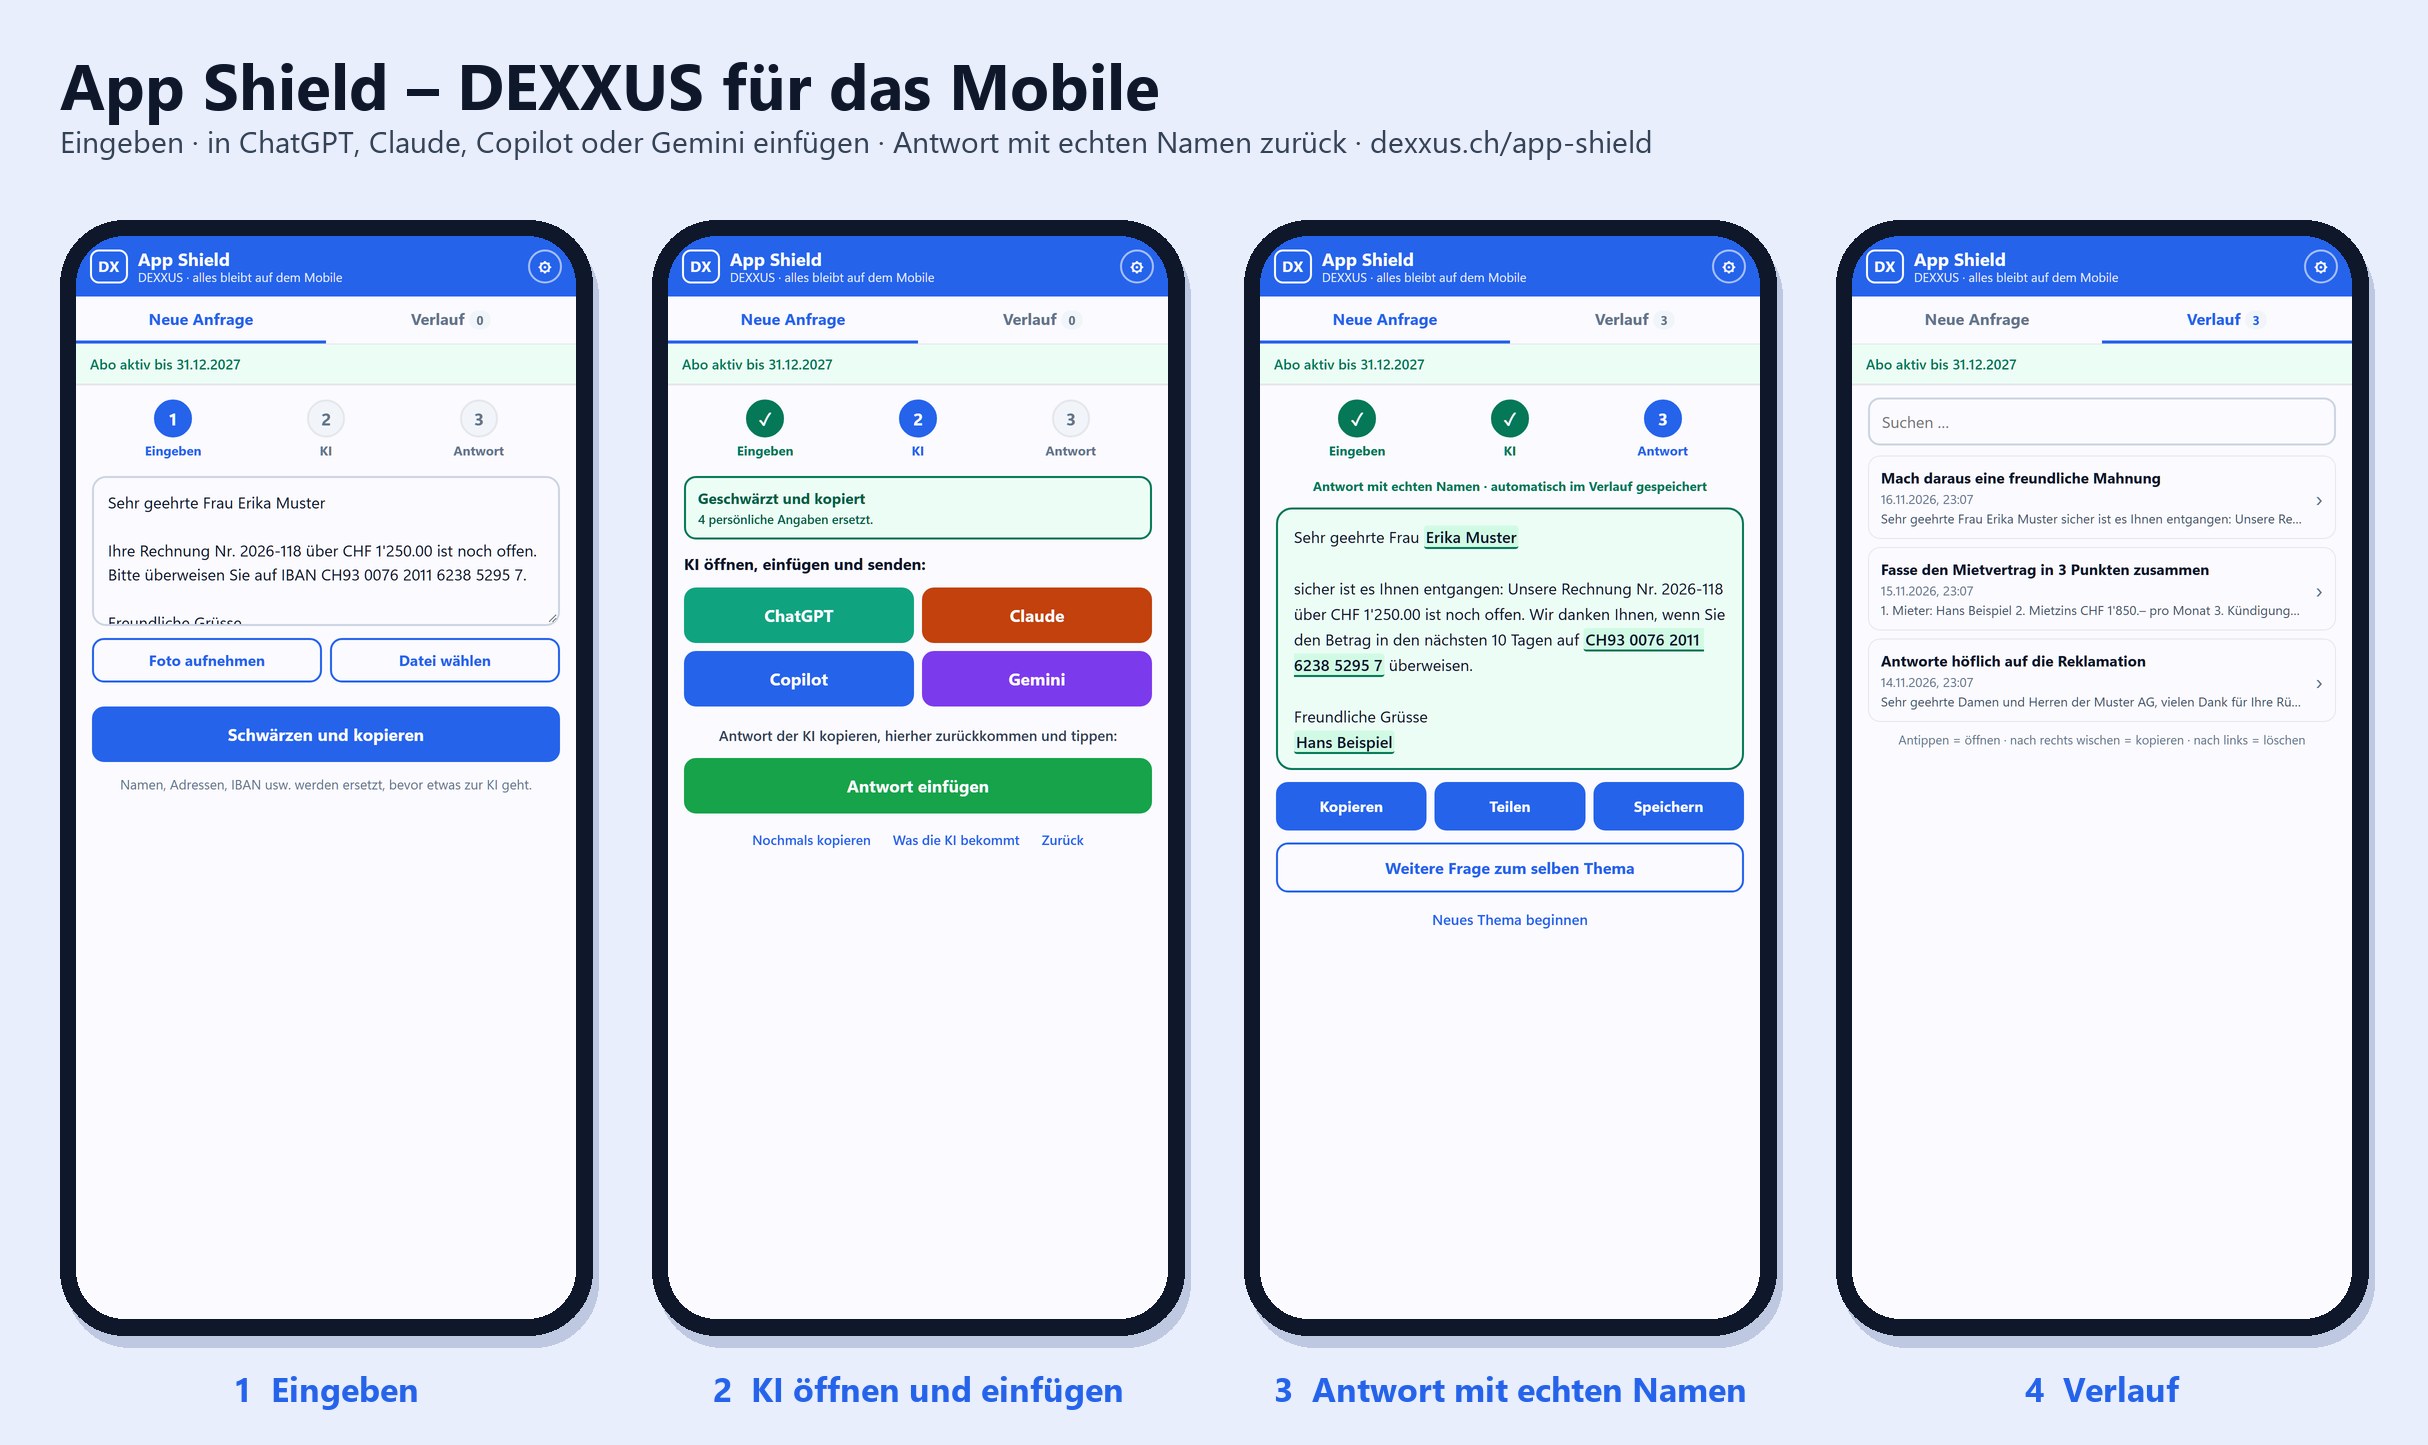 App Shield – DEXXUS für das Mobile
Eingeben · in ChatGPT, Claude, Copilot oder Gemini einfügen · Antwort mit echten Namen zurück · dexxus.ch/app-shield
DX
App Shield
DEXXUS · alles bleibt auf dem Mobile
Neue Anfrage
Verlauf 0
Abo aktiv bis 31.12.2027
1
2
3
Eingeben
KI
Antwort
Sehr geehrte Frau Erika Muster
Ihre Rechnung Nr. 2026-118 über CHF 1'250.00 ist noch offen.
Bitte überweisen Sie auf IBAN CH93 0076 2011 6238 5295 7.
Freundliche Grüsse
Foto aufnehmen
Datei wählen
Schwärzen und kopieren
Namen, Adressen, IBAN usw. werden ersetzt, bevor etwas zur KI geht.
1 Eingeben
DX
App Shield
DEXXUS · alles bleibt auf dem Mobile
Neue Anfrage
Verlauf 0
Abo aktiv bis 31.12.2027
✓
2
3
Eingeben
KI
Antwort
Geschwärzt und kopiert
4 persönliche Angaben ersetzt.
KI öffnen, einfügen und senden:
ChatGPT
Claude
Copilot
Gemini
Antwort der KI kopieren, hierher zurückkommen und tippen:
Antwort einfügen
Nochmals kopieren
Was die KI bekommt
Zurück
2 KI öffnen und einfügen
DX
App Shield
DEXXUS · alles bleibt auf dem Mobile
Neue Anfrage
Verlauf 3
Abo aktiv bis 31.12.2027
✓
✓
3
Eingeben
KI
Antwort
Antwort mit echten Namen · automatisch im Verlauf gespeichert
Sehr geehrte Frau Erika Muster
sicher ist es Ihnen entgangen: Unsere Rechnung Nr. 2026-118
über CHF 1'250.00 ist noch offen. Wir danken Ihnen, wenn Sie
den Betrag in den nächsten 10 Tagen auf CH93 0076 2011
6238 5295 7 überweisen.
Freundliche Grüsse
Hans Beispiel
Kopieren
Teilen
Speichern
Weitere Frage zum selben Thema
Neues Thema beginnen
3 Antwort mit echten Namen
DX
App Shield
DEXXUS · alles bleibt auf dem Mobile
Neue Anfrage
Verlauf 3
Abo aktiv bis 31.12.2027
Suchen ...
Mach daraus eine freundliche Mahnung
16.11.2026, 23:07
Sehr geehrte Frau Erika Muster sicher ist es Ihnen entgangen: Unsere Re...
Fasse den Mietvertrag in 3 Punkten zusammen
15.11.2026, 23:07
1. Mieter: Hans Beispiel 2. Mietzins CHF 1'850.– pro Monat 3. Kündigung...
Antworte höflich auf die Reklamation
14.11.2026, 23:07
Sehr geehrte Damen und Herren der Muster AG, vielen Dank für Ihre Rü...
Antippen = öffnen · nach rechts wischen = kopieren · nach links = löschen
4 Verlauf